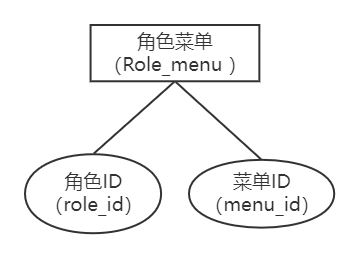 角色菜单
（Role_menu ）
角色ID
（role_id）
菜单ID
（menu_id）